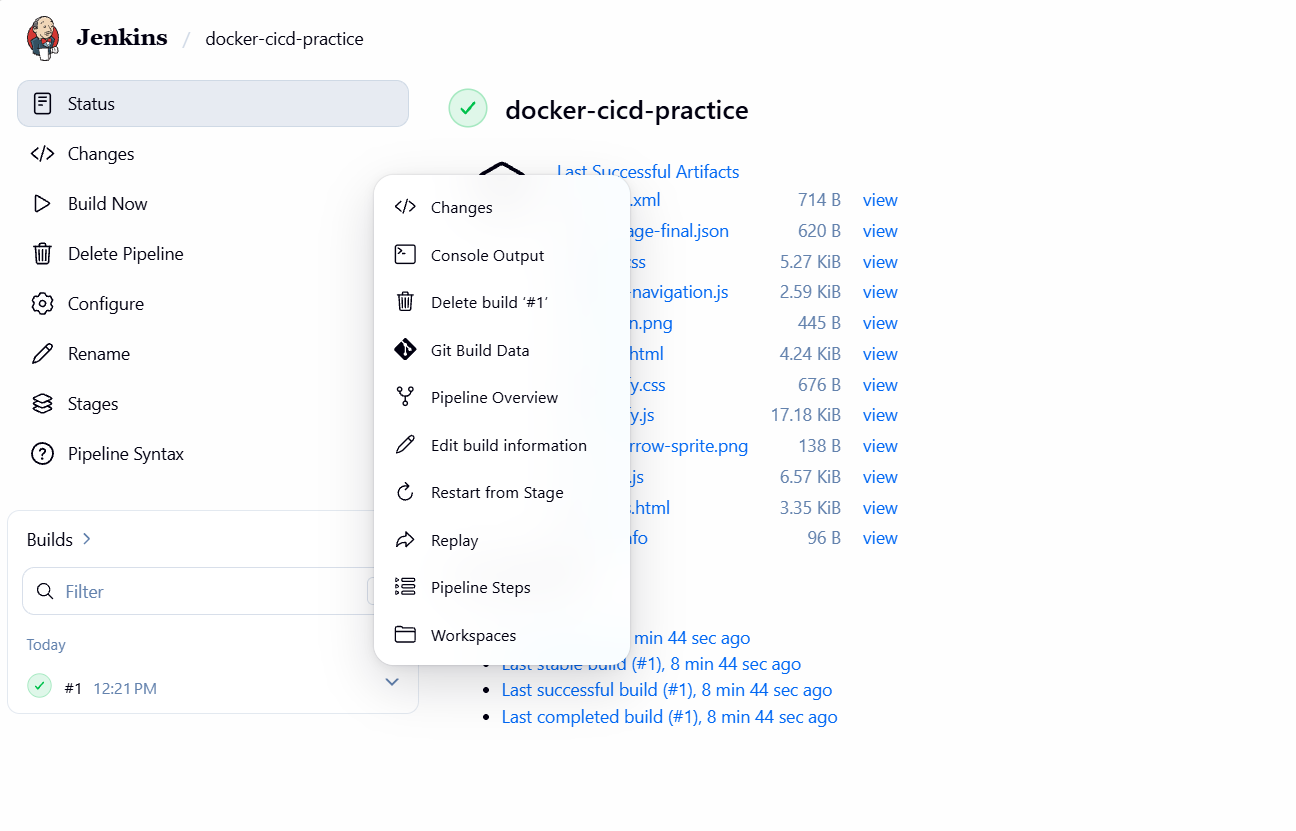 Jenkins / docker-cicd-practice
Status
Changes
Build Now
Delete Pipeline
Configure
Rename
Stages
Pipeline Syntax
Builds
Filter
Today
#1 12:21 PM
docker-cicd-practice
Last Successful Artifacts
.xml 714 B view
age-final.json 620 B view
ss 5.27 KiB view
-navigation.js 2.59 KiB view
n.png 445 B view
html 4.24 KiB view
fy.css 676 B view
fy.js 17.18 KiB view
rrow-sprite.png 138 B view
.js 6.57 KiB view
s.html 3.35 KiB view
nfo 96 B view
Changes
Console Output
Delete build ‘#1’
Git Build Data
Pipeline Overview
Edit build information
Restart from Stage
Replay
Pipeline Steps
Workspaces
min 44 sec ago
Last stable build (#1), 8 min 44 sec ago
Last successful build (#1), 8 min 44 sec ago
Last completed build (#1), 8 min 44 sec ago